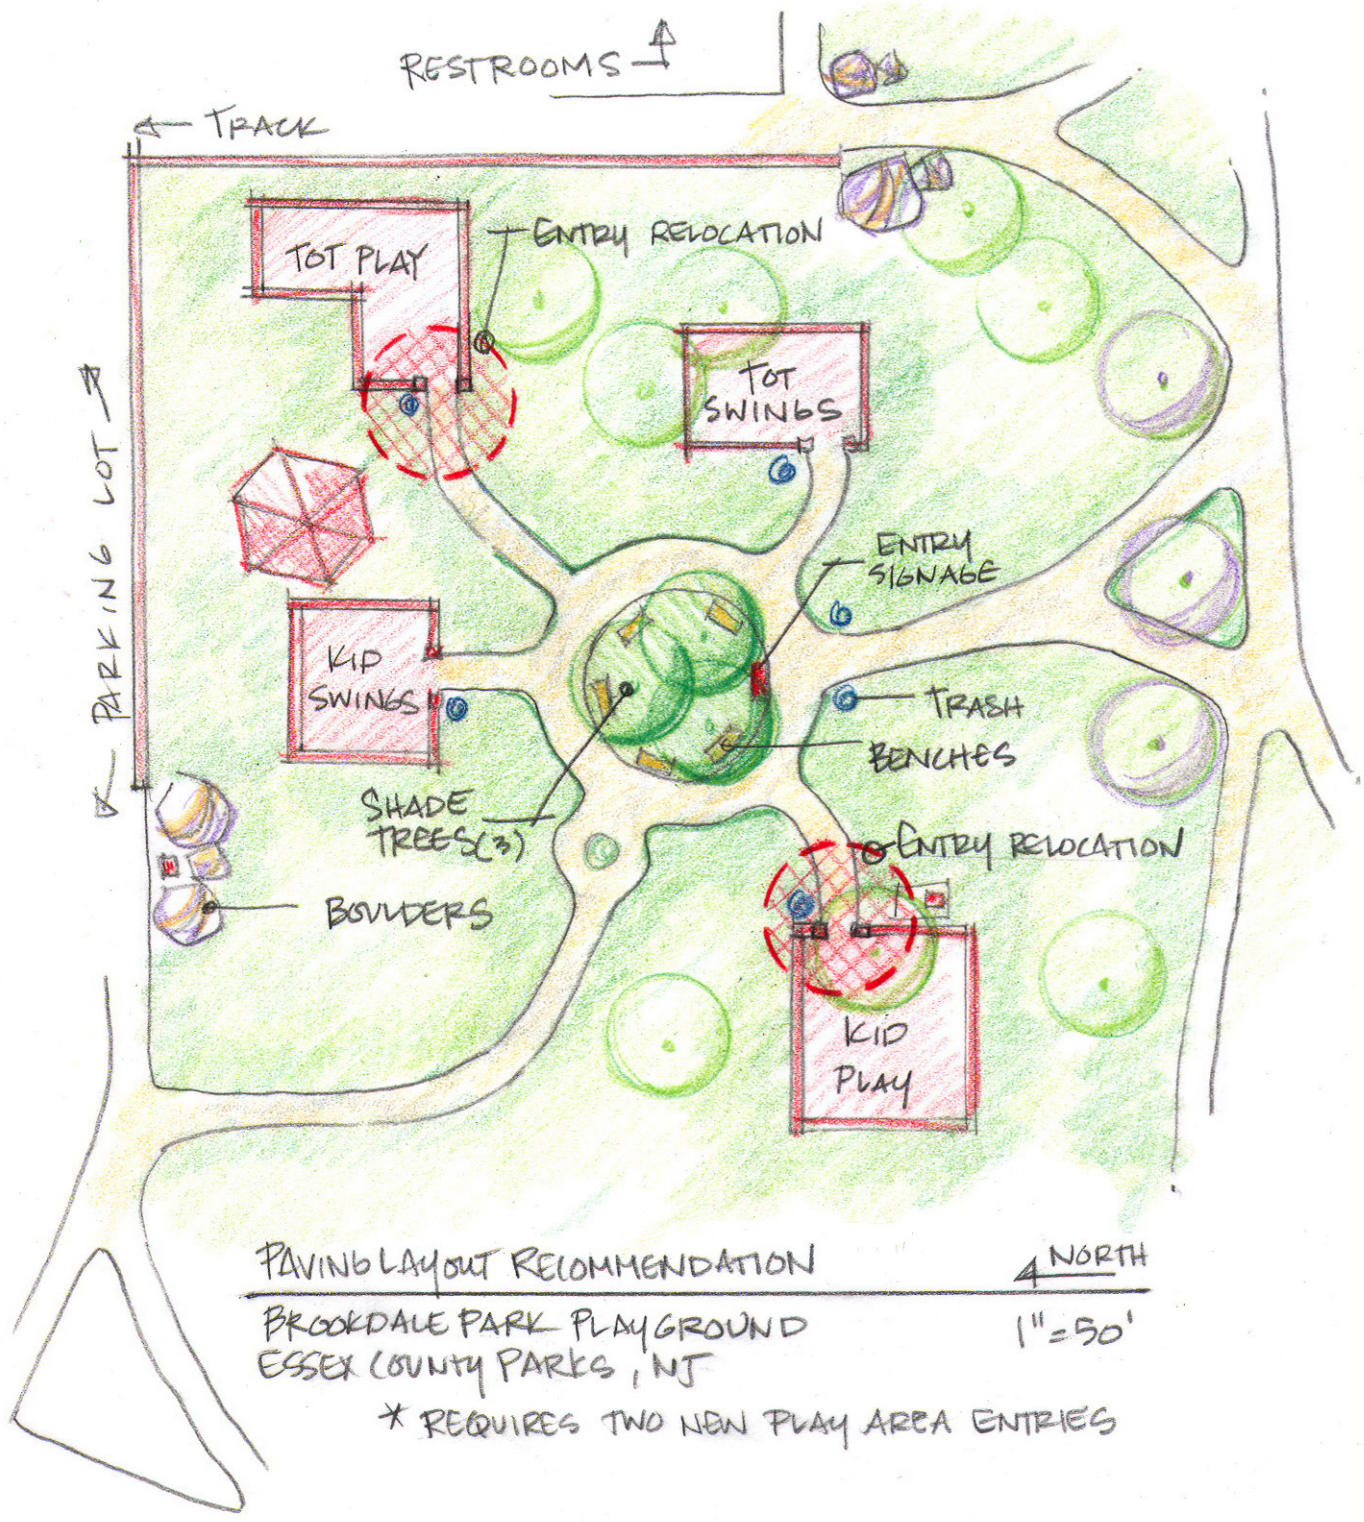 RESTROOMS
TRACK
TOT PLAY
ENTRY RELOCATION
TOT
SWINGS
PARKING LOT
ENTRY
SIGNAGE
KID
SWINGS
TRASH
BENCHES
SHADE
TREES(3)
ENTRY RELOCATION
BOULDERS
KID
PLAY
PAVING LAYOUT RECOMMENDATION
NORTH
BROOKDALE PARK PLAYGROUND
1"=50'
ESSEX COUNTY PARKS, NJ
* REQUIRES TWO NEW PLAY AREA ENTRIES